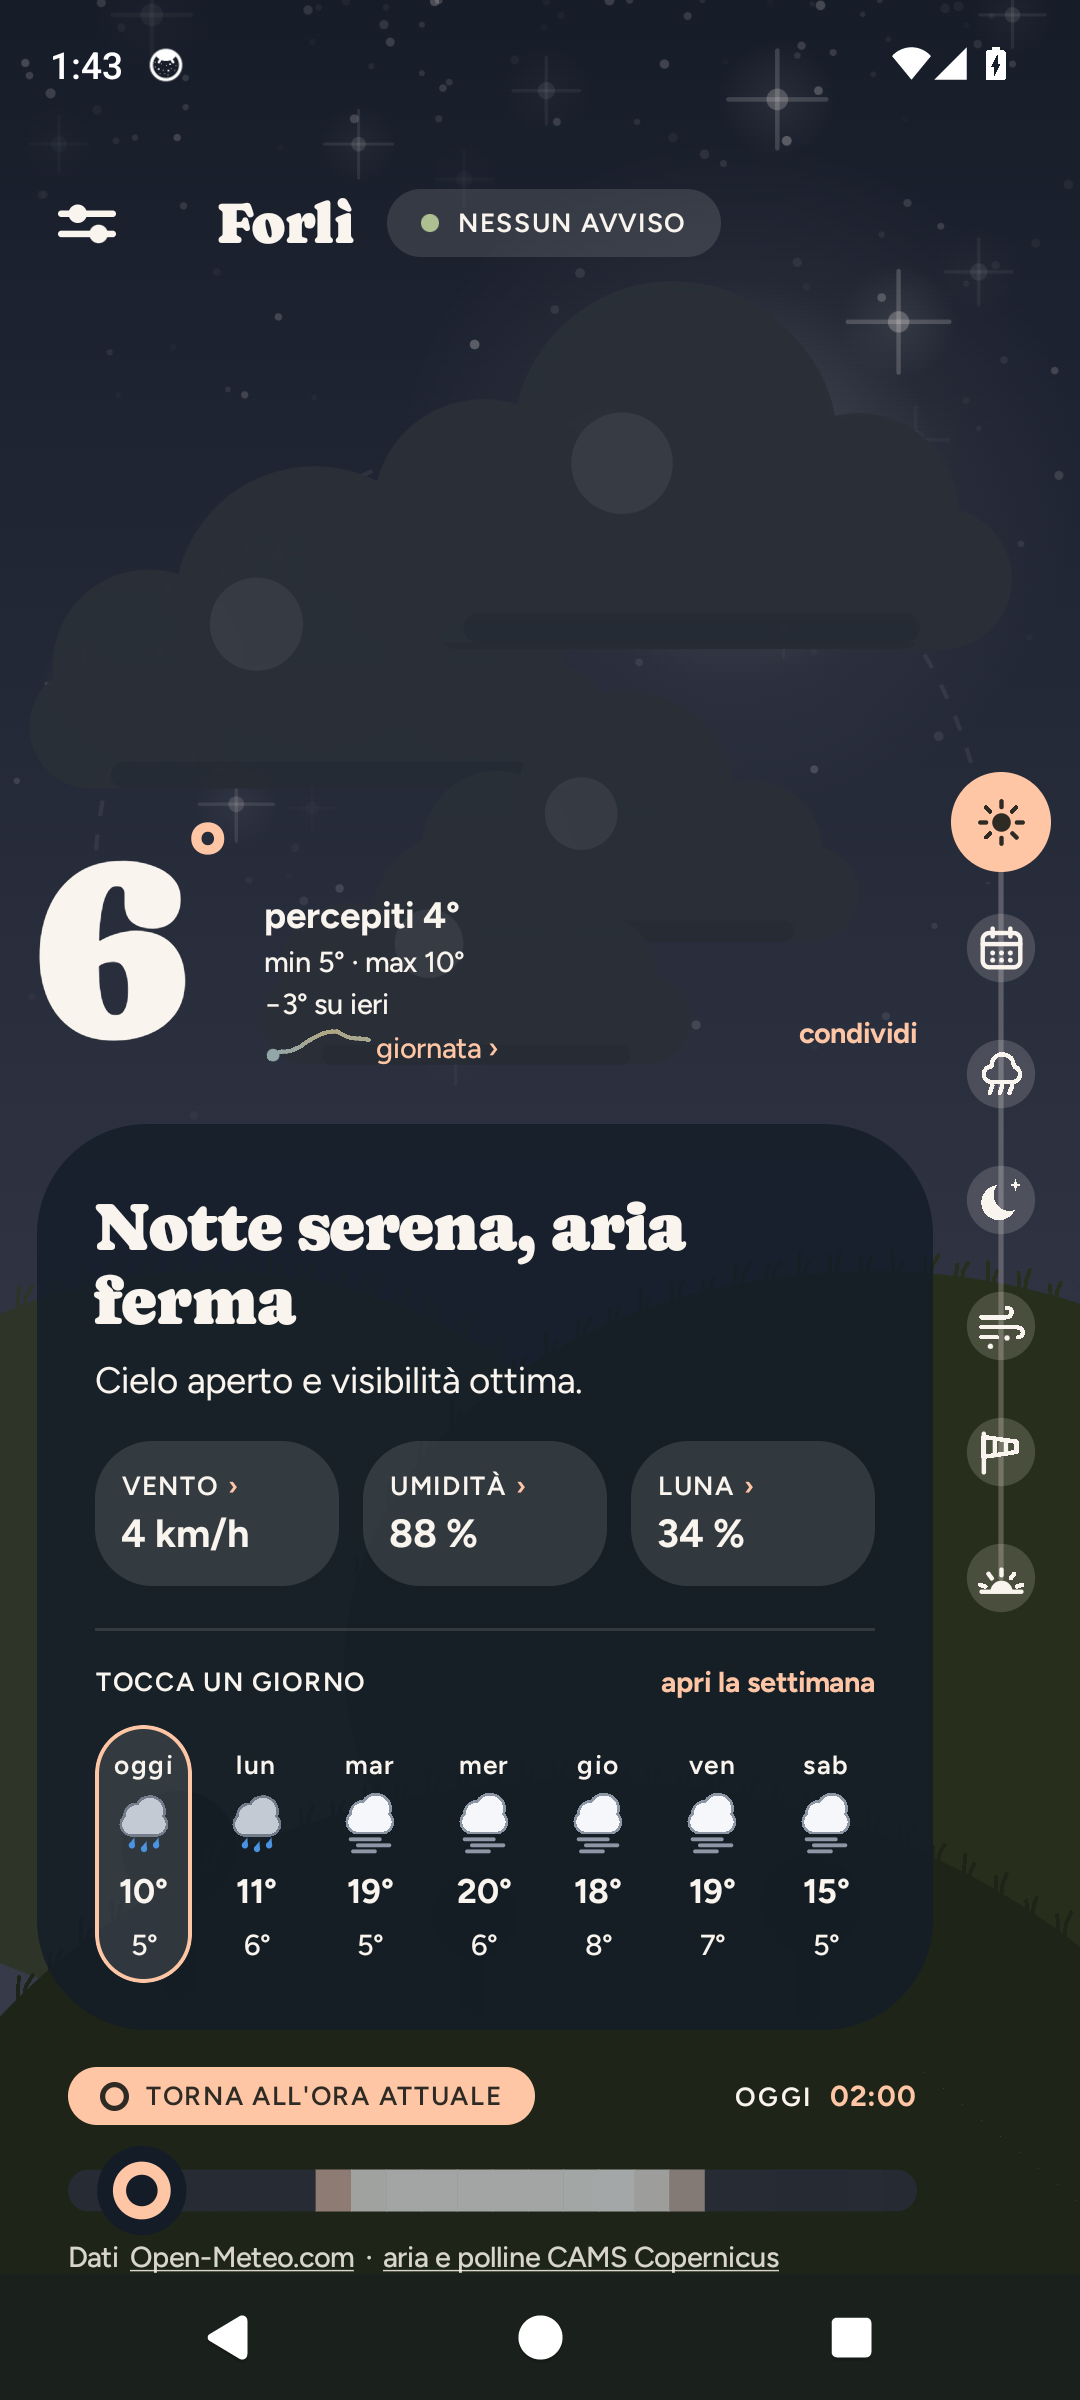 1:43
Forlì
NESSUN AVVISO
6°
percepiti 4°
min 5° · max 10°
−3° su ieri
giornata ›
condividi
Notte serena, aria
ferma
Cielo aperto e visibilità ottima.
VENTO › UMIDITÀ › LUNA ›
4 km/h 88 % 34 %
TOCCA UN GIORNO apri la settimana
oggi lun mar mer gio ven sab
10° 11° 19° 20° 18° 19° 15°
5° 6° 5° 6° 8° 7° 5°
TORNA ALL'ORA ATTUALE OGGI 02:00
Dati Open-Meteo.com · aria e polline CAMS Copernicus